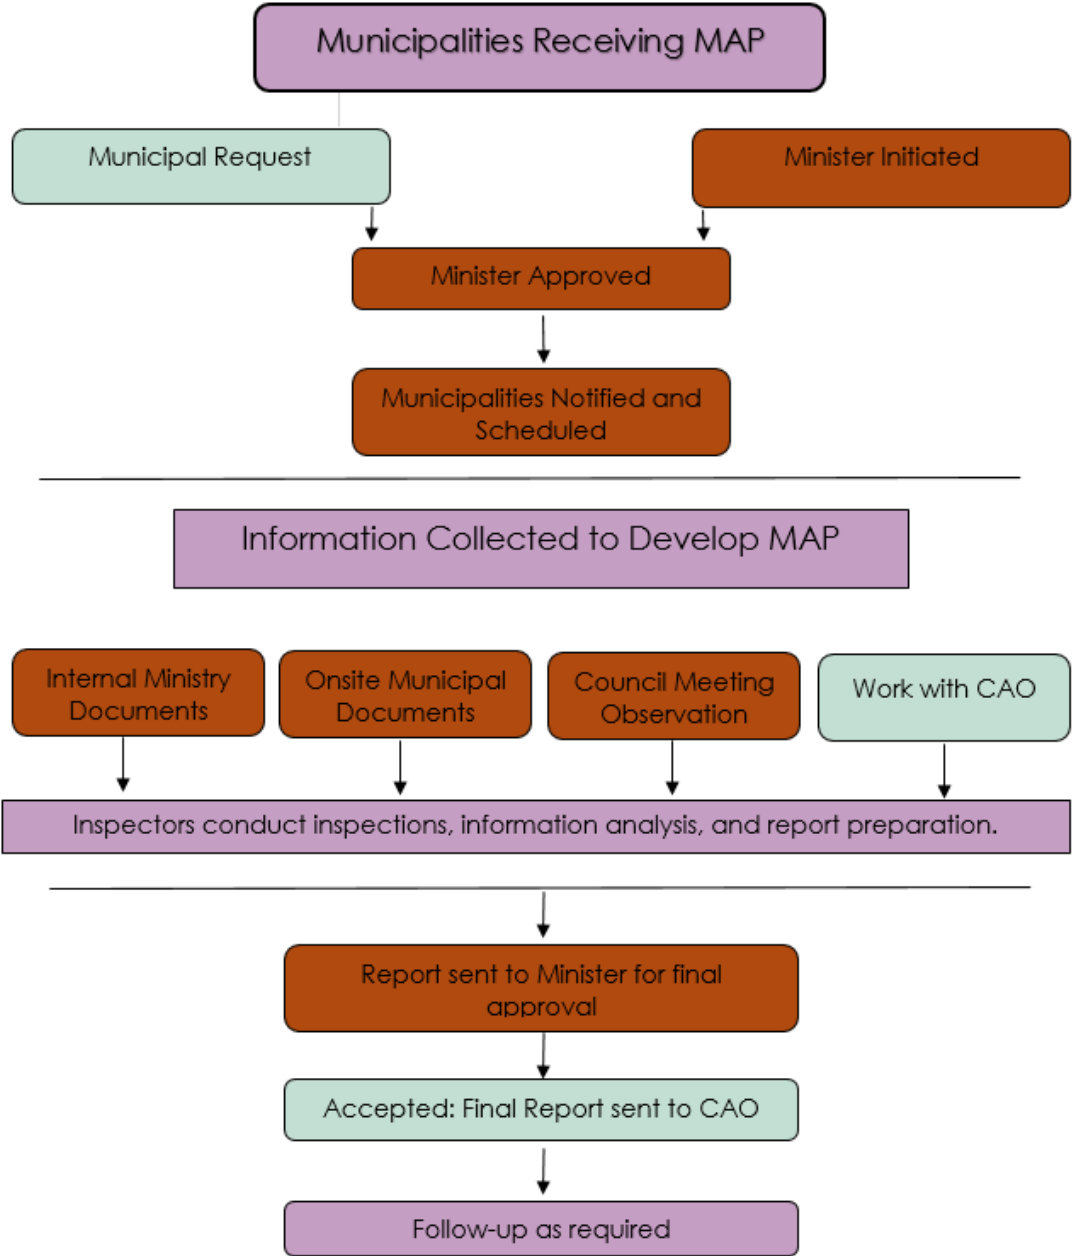 Municipalities Receiving MAP
Municipal Request
Minister Initiated
Minister Approved
Municipalities Notified and
Scheduled
Information Collected to Develop MAP
Internal Ministry
Documents
Onsite Municipal
Documents
Council Meeting
Observation
Work with CAO
Inspectors conduct inspections, information analysis, and report preparation.
Report sent to Minister for final
approval
Accepted: Final Report sent to CAO
Follow-up as required